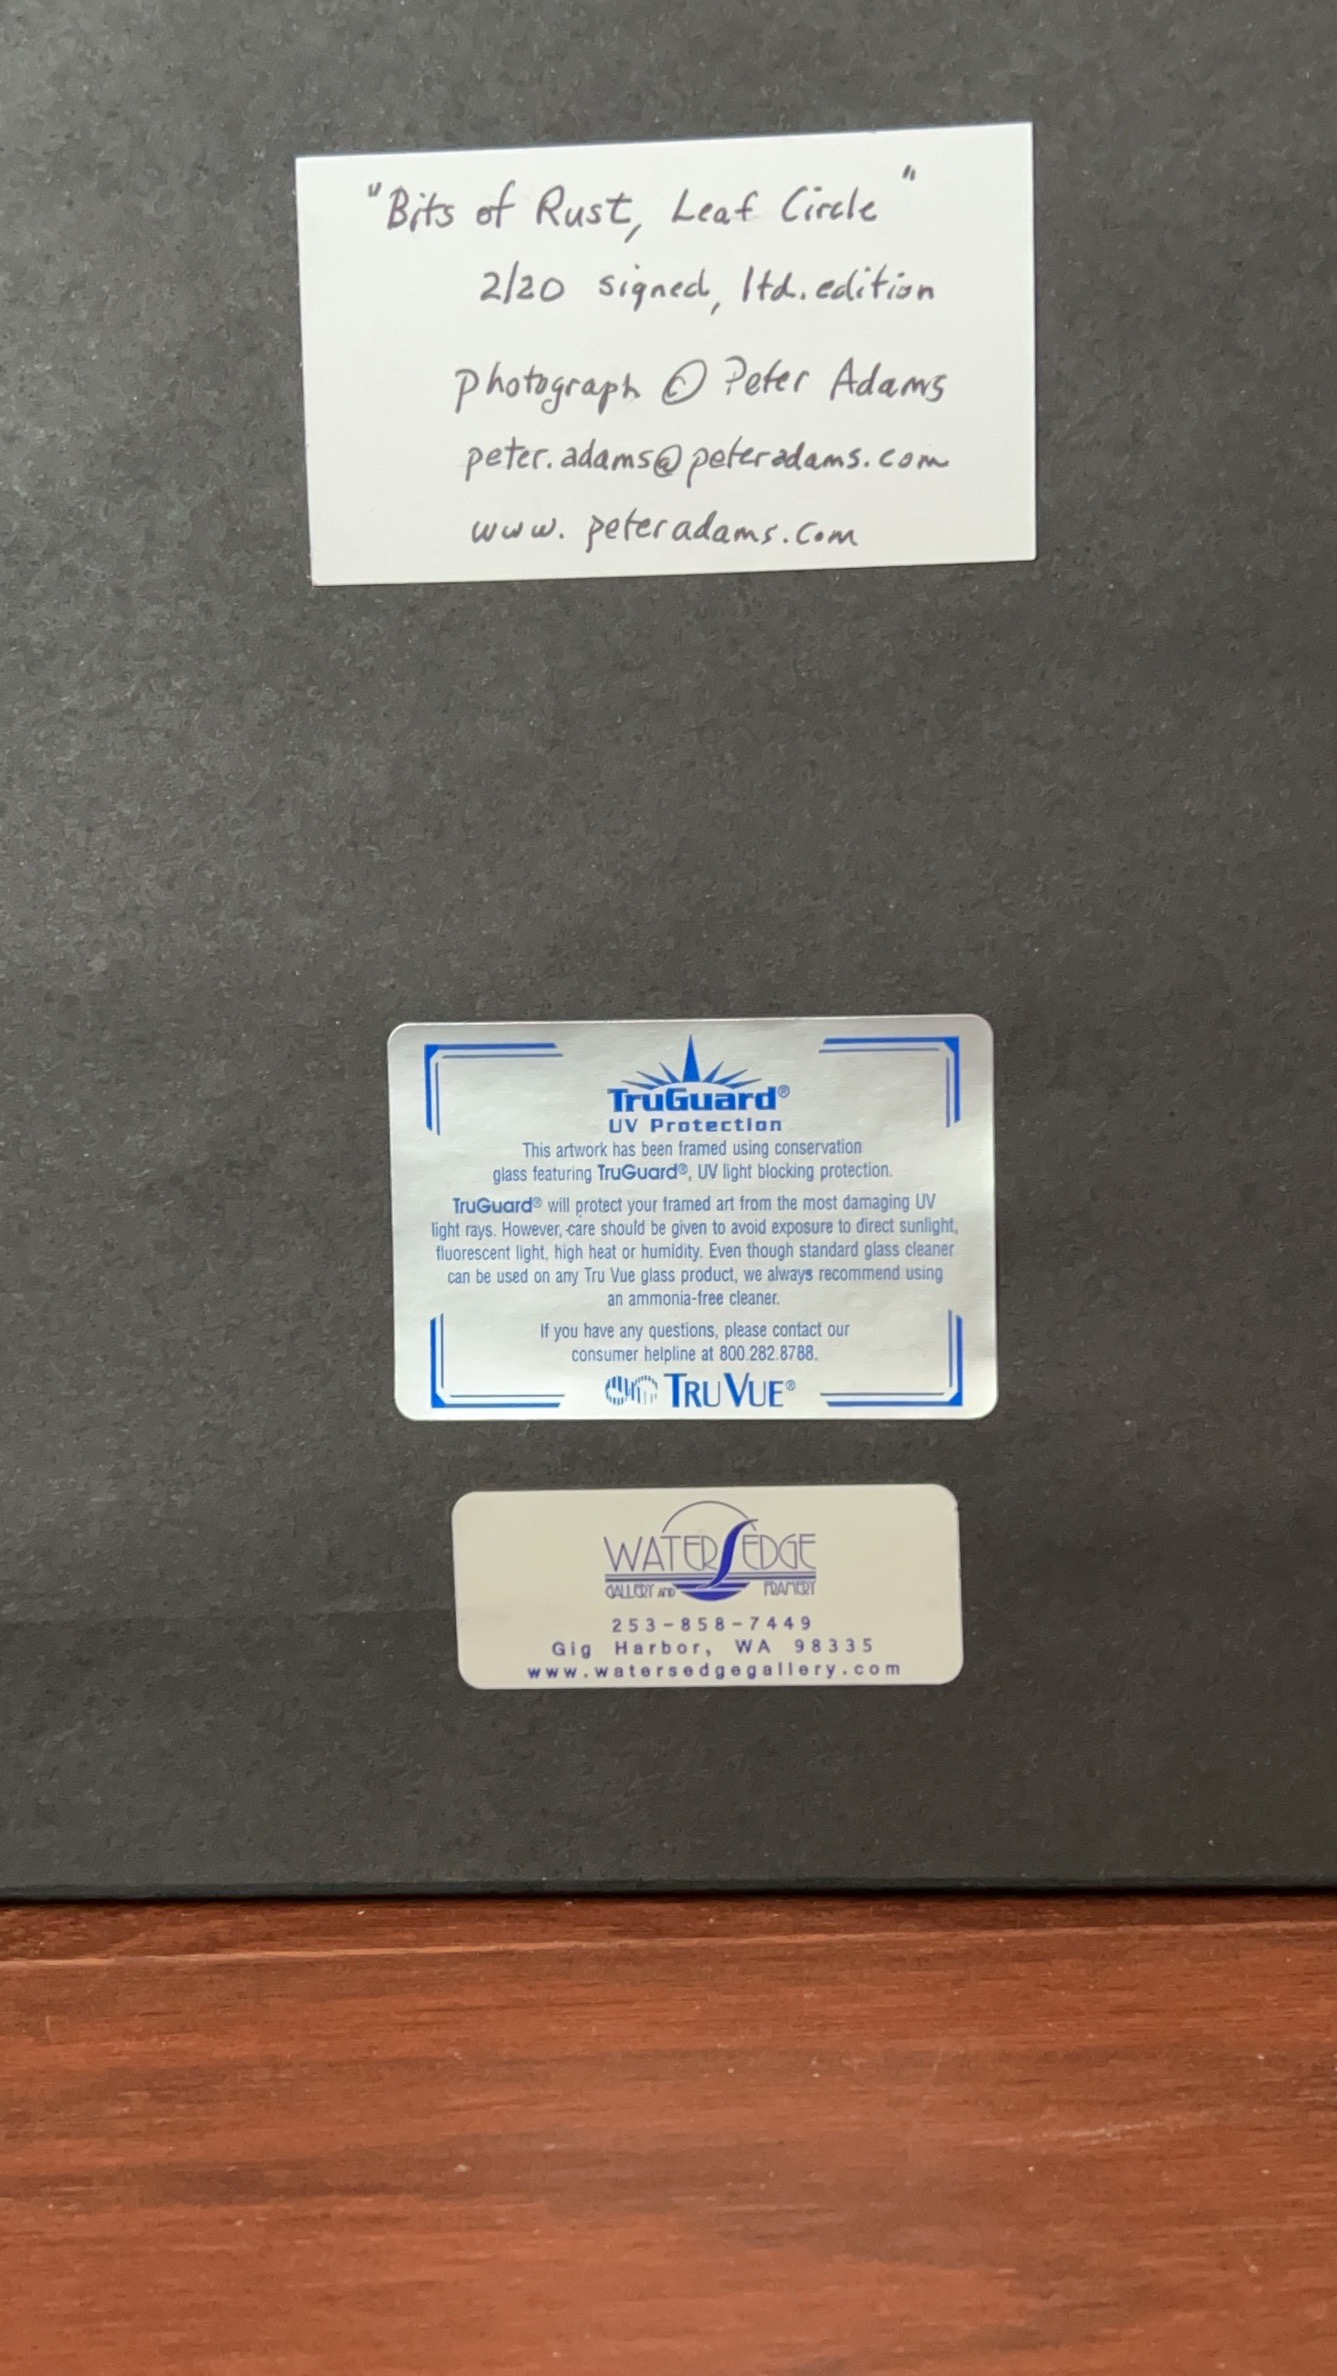 "Bits of Rust, Leaf Circle"
2/20 signed, ltd. edition
photograph © Peter Adams
peter.adams@peteradams.com
www.peteradams.com
TruGuard®
UV Protection
This artwork has been framed using conservation
glass featuring TruGuard®, UV light blocking protection.
TruGuard® will protect your framed art from the most damaging UV
light rays. However, care should be given to avoid exposure to direct sunlight,
fluorescent light, high heat or humidity. Even though standard glass cleaner
can be used on any Tru Vue glass product, we always recommend using
an ammonia-free cleaner.
If you have any questions, please contact our
consumer helpline at 800.282.8788.
TRU VUE®
WATERSEDGE
GALLERY AND FRAMERY
253-858-7449
Gig Harbor, WA 98335
www.watersedgegallery.com